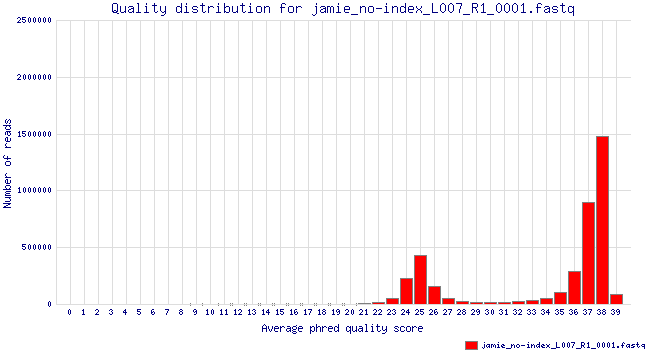 Quality distribution for jamie_no-index_L007_R1_0001.fastq
2500000
2000000
1500000
1000000
500000
0
Number of reads
0 1 2 3 4 5 6 7 8 9 10 11 12 13 14 15 16 17 18 19 20 21 22 23 24 25 26 27 28 29 30 31 32 33 34 35 36 37 38 39
Average phred quality score
jamie_no-index_L007_R1_0001.fastq